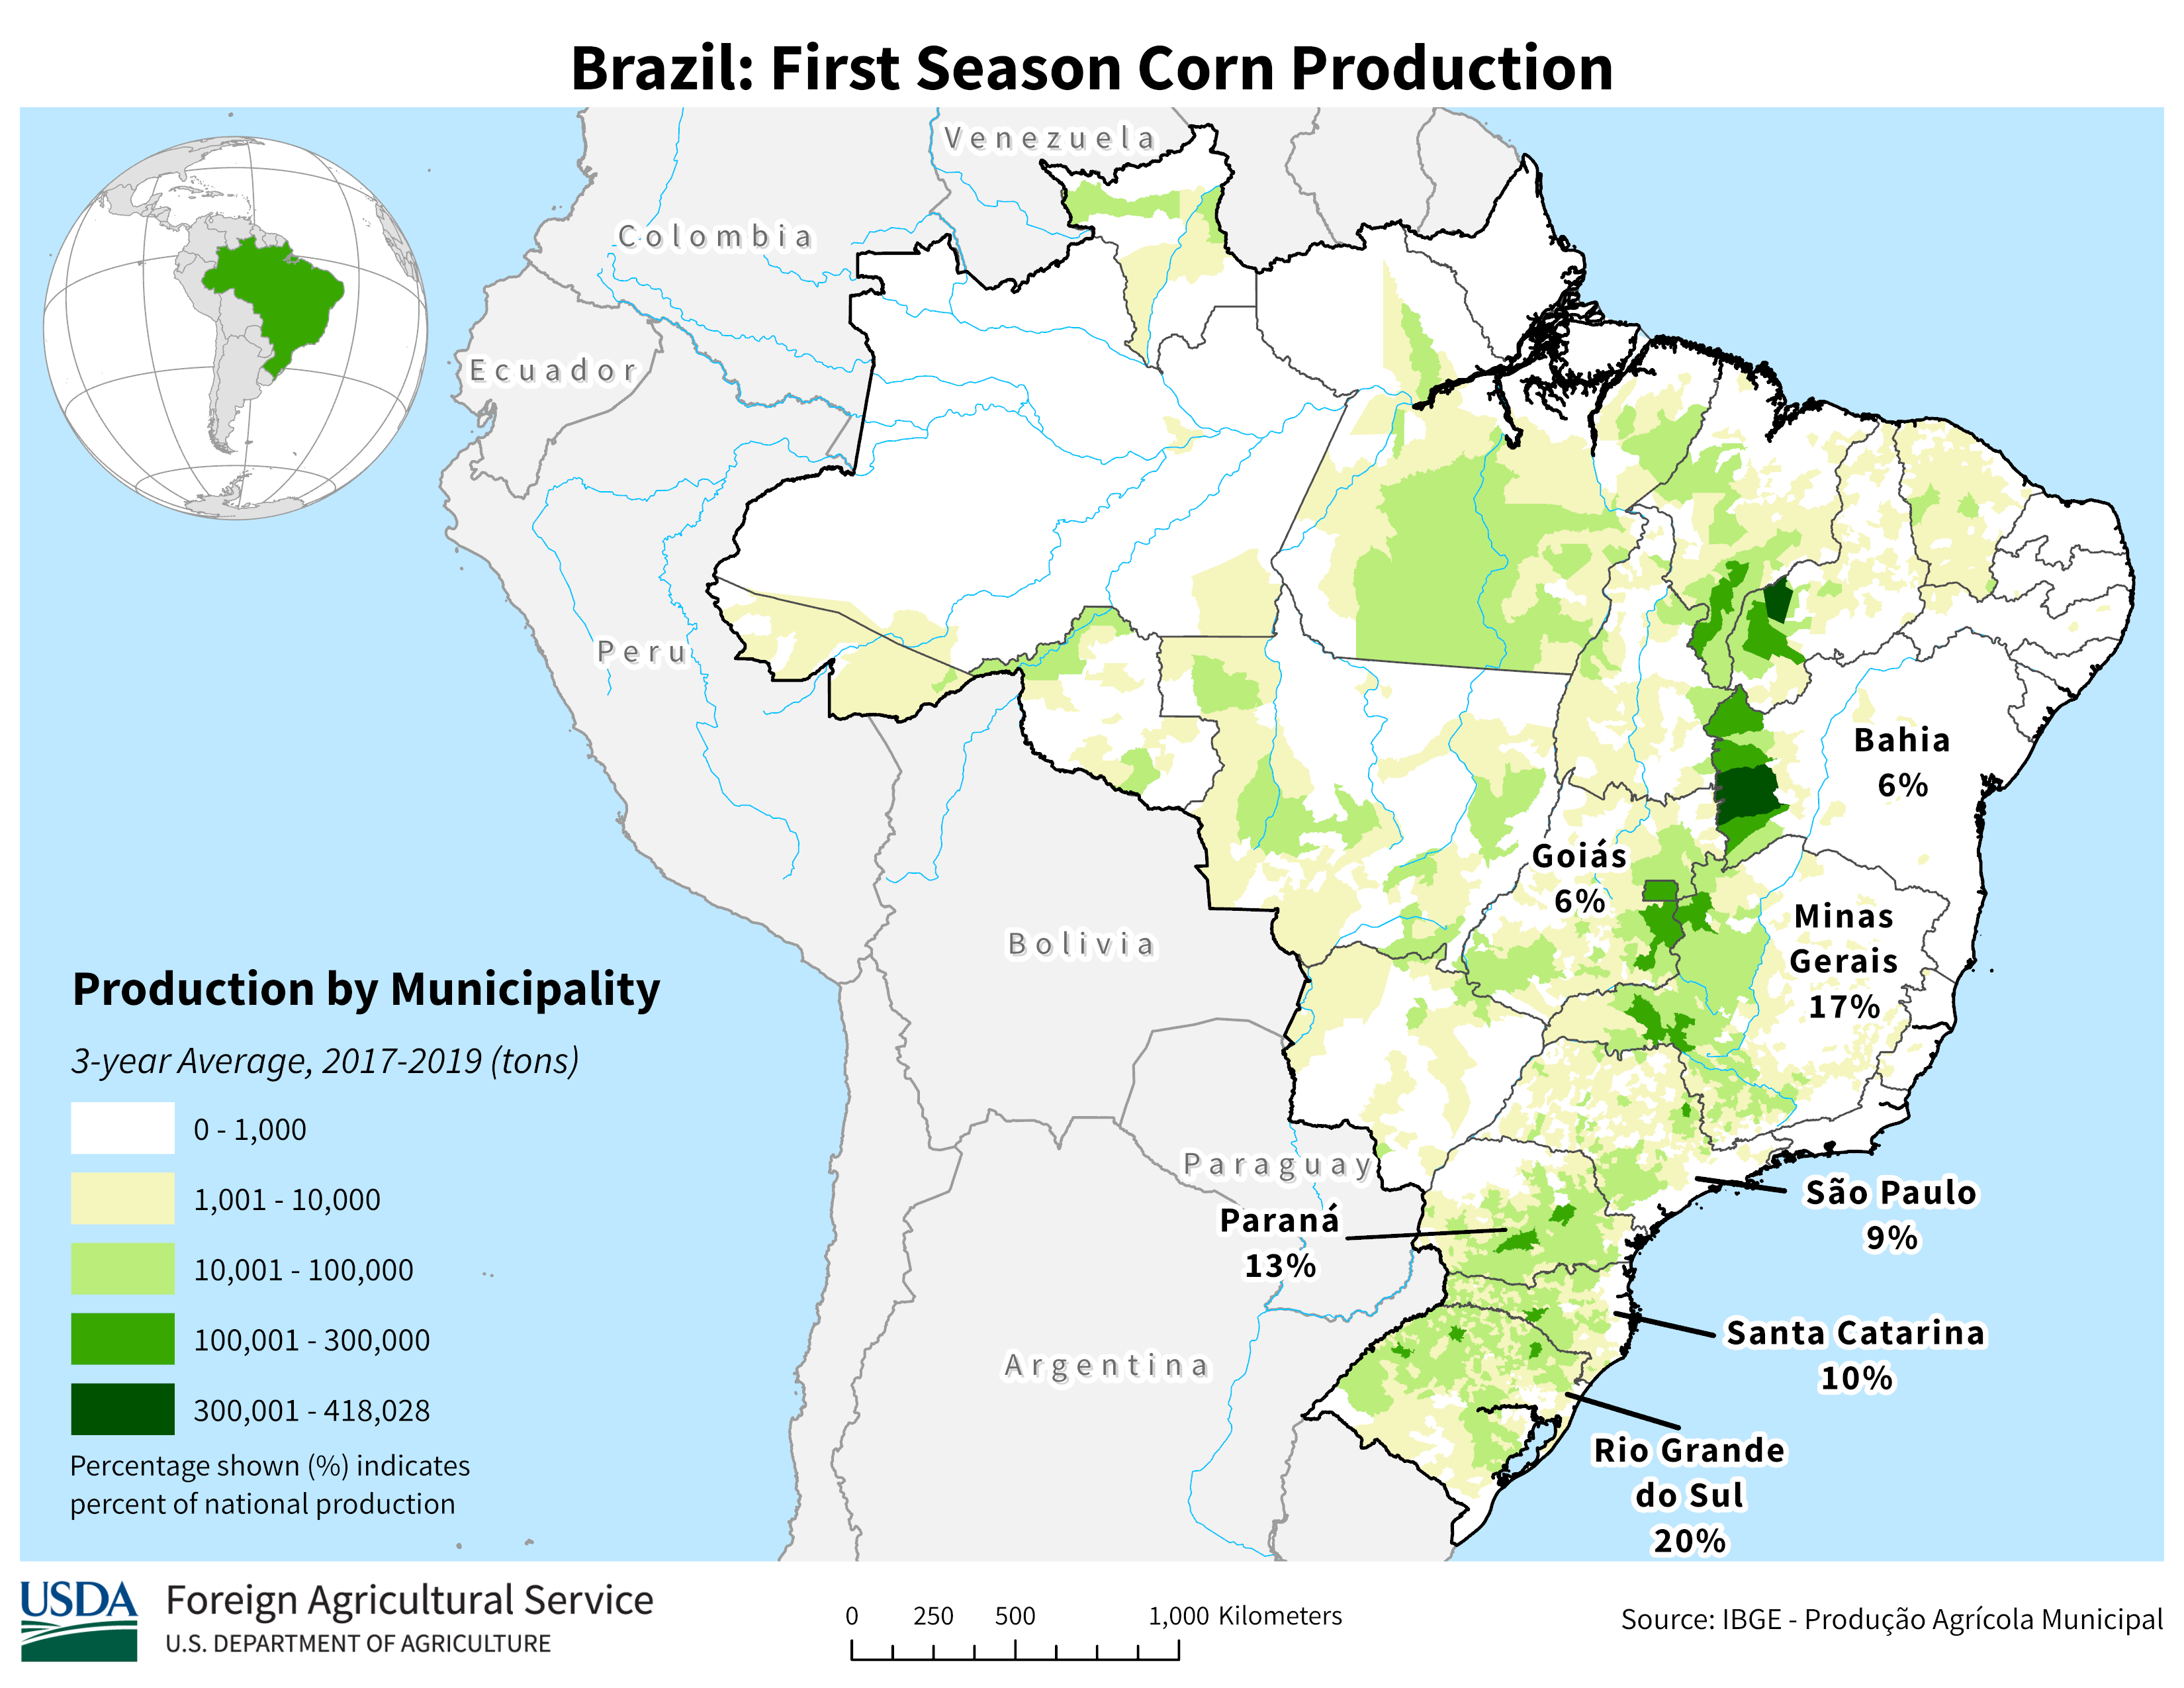 Brazil: First Season Corn Production
Venezuela
Colombia
Ecuador
Peru
Bahia
6%
Goiás
6%
Minas
Gerais
17%
Bolivia
Production by Municipality
3-year Average, 2017-2019 (tons)
0 - 1,000
1,001 - 10,000
10,001 - 100,000
100,001 - 300,000
300,001 - 418,028
Percentage shown (%) indicates
percent of national production
Paraguay
Paraná
13%
São Paulo
9%
Santa Catarina
10%
Argentina
Rio Grande
do Sul
20%
USDA
Foreign Agricultural Service
U.S. DEPARTMENT OF AGRICULTURE
0 250 500 1,000 Kilometers
Source: IBGE - Produção Agrícola Municipal